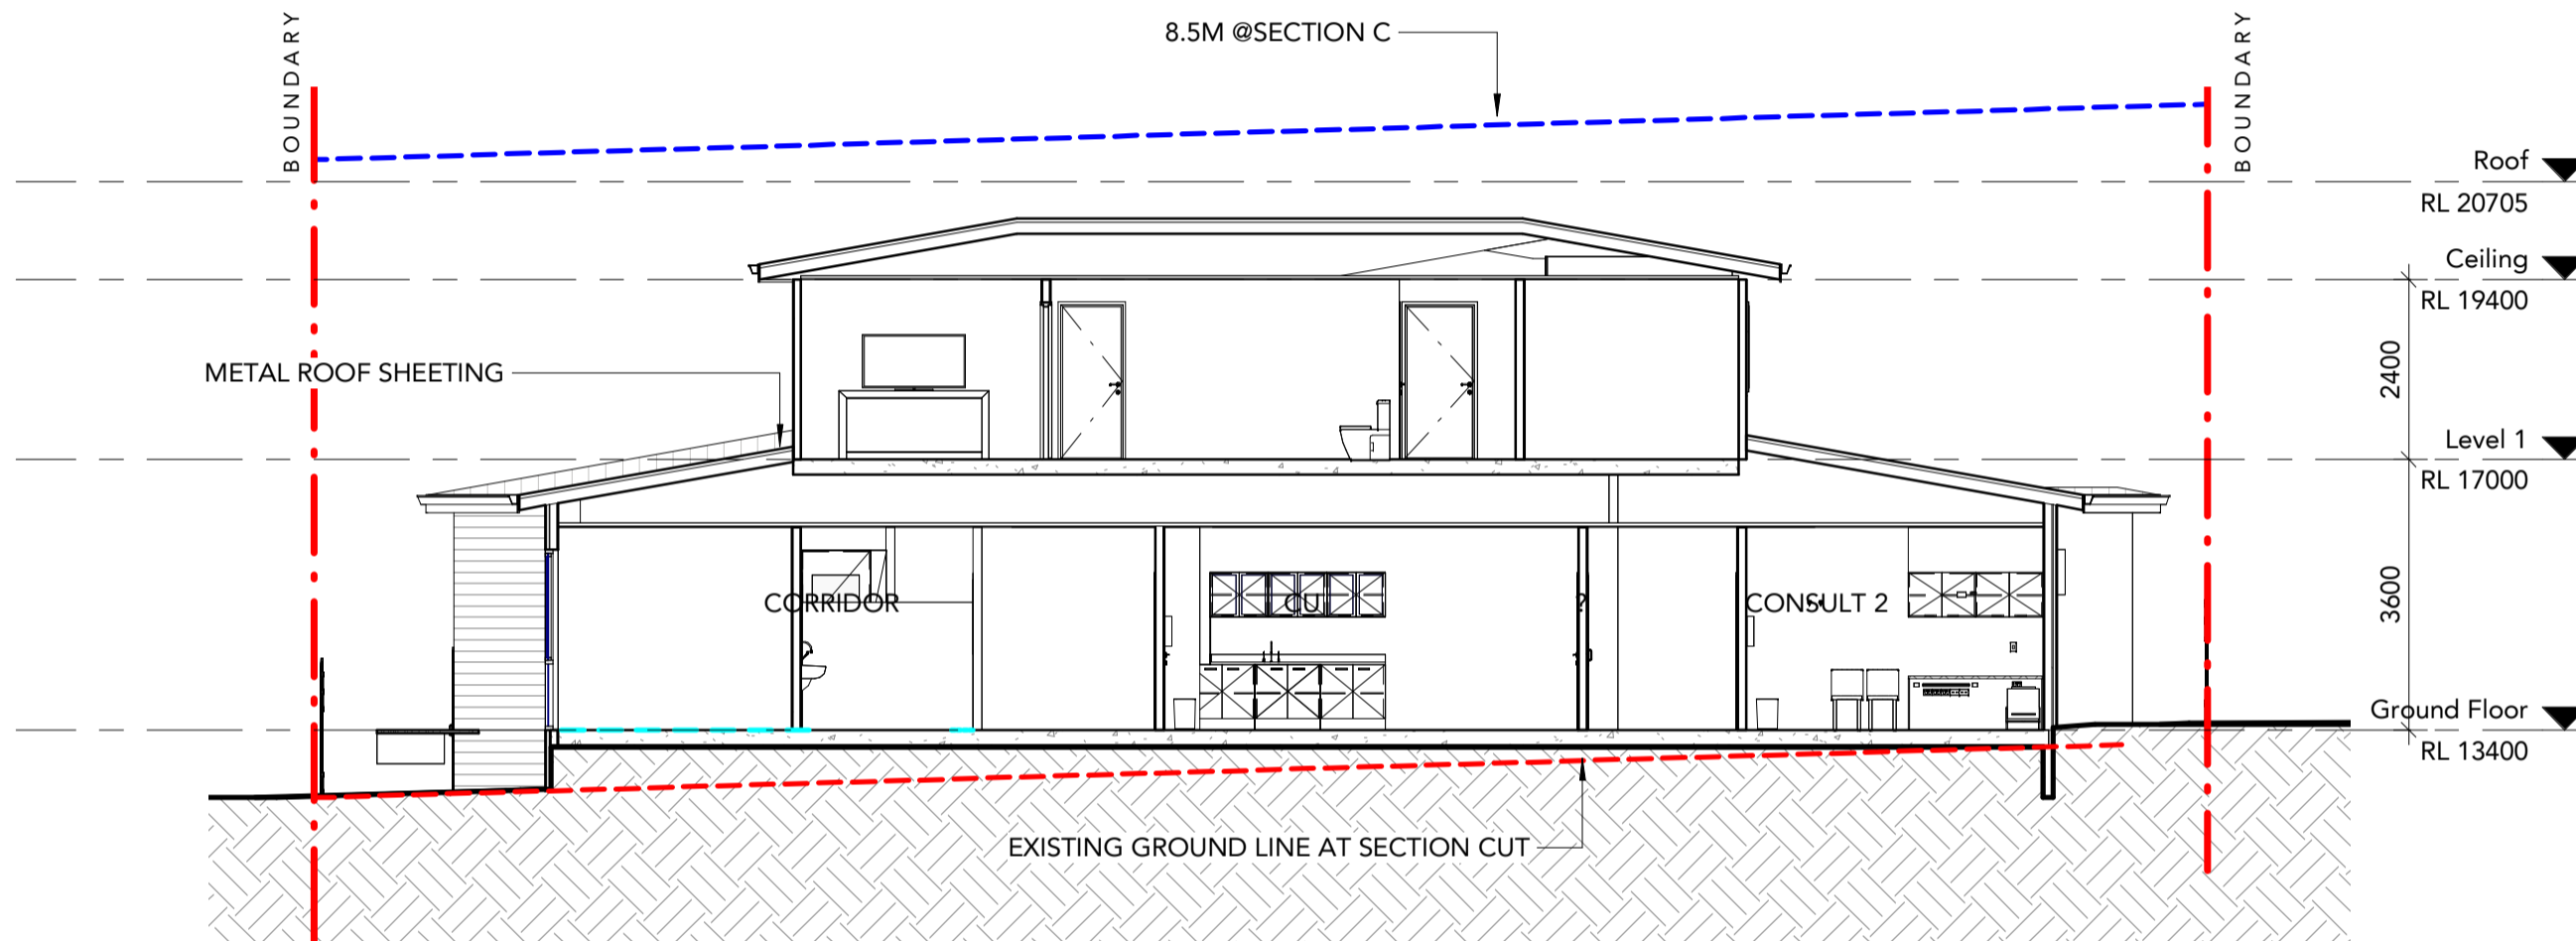 8.5M @SECTION C
BOUNDARY
BOUNDARY
Roof
RL 20705
Ceiling
RL 19400
2400
METAL ROOF SHEETING
Level 1
RL 17000
3600
CORRIDOR
CU
?
CONSULT 2
Ground Floor
RL 13400
EXISTING GROUND LINE AT SECTION CUT